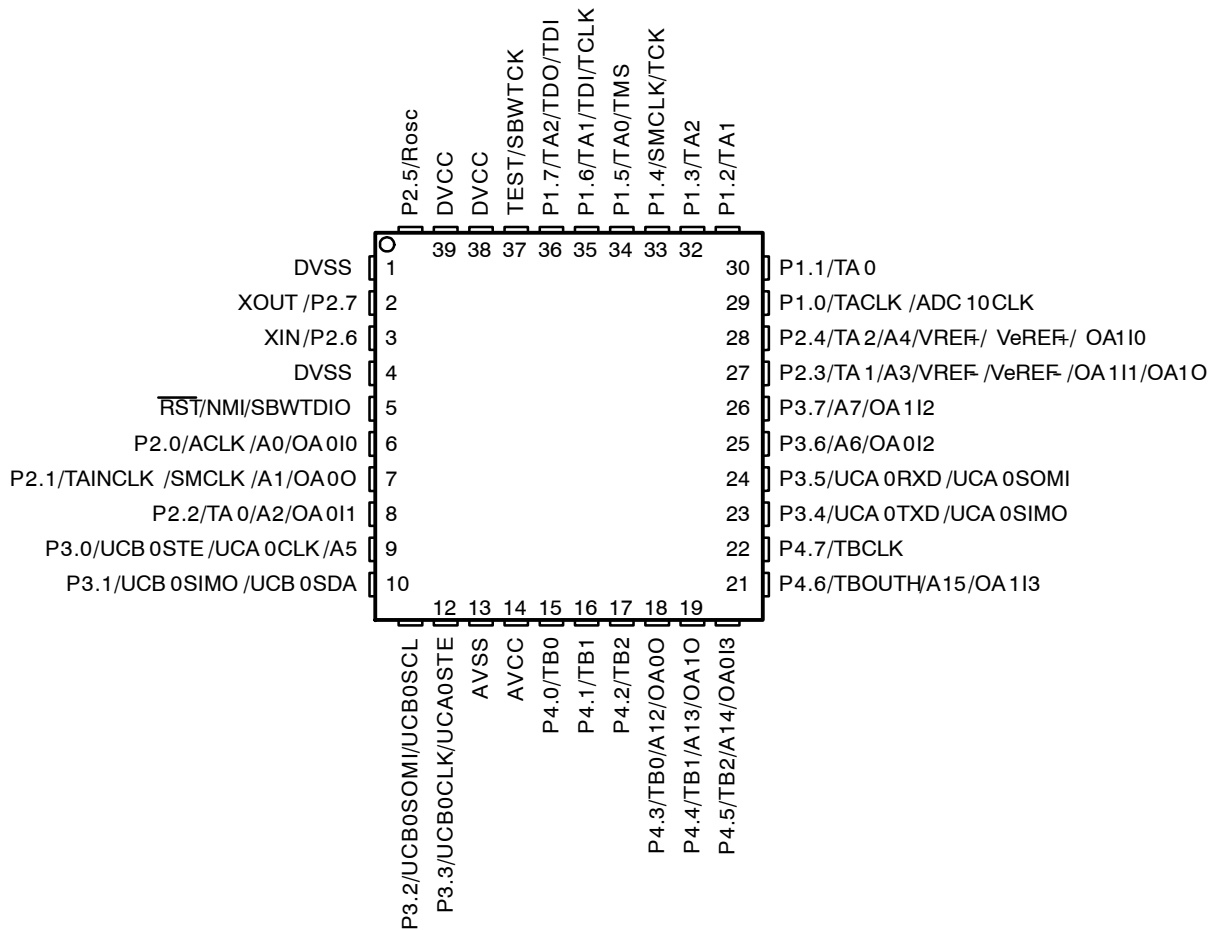 P2.5/Rosc
DVCC
DVCC
TEST/SBWTCK
P1.7/TA2/TDO/TDI
P1.6/TA1/TDI/TCLK
P1.5/TA0/TMS
P1.4/SMCLK/TCK
P1.3/TA2
P1.2/TA1
39 38 37 36 35 34 33 32
DVSS 1
XOUT/P2.7 2
XIN/P2.6 3
DVSS 4
RST/NMI/SBWTDIO 5
P2.0/ACLK/A0/OA0I0 6
P2.1/TAINCLK/SMCLK/A1/OA0O 7
P2.2/TA0/A2/OA0I1 8
P3.0/UCB0STE/UCA0CLK/A5 9
P3.1/UCB0SIMO/UCB0SDA 10
30 P1.1/TA0
29 P1.0/TACLK/ADC10CLK
28 P2.4/TA2/A4/VREF+/VeREF+/OA1I0
27 P2.3/TA1/A3/VREF-/VeREF-/OA1I1/OA1O
26 P3.7/A7/OA1I2
25 P3.6/A6/OA0I2
24 P3.5/UCA0RXD/UCA0SOMI
23 P3.4/UCA0TXD/UCA0SIMO
22 P4.7/TBCLK
21 P4.6/TBOUTH/A15/OA1I3
12 13 14 15 16 17 18 19
P3.2/UCB0SOMI/UCB0SCL
P3.3/UCB0CLK/UCA0STE
AVSS
AVCC
P4.0/TB0
P4.1/TB1
P4.2/TB2
P4.3/TB0/A12/OA0O
P4.4/TB1/A13/OA1O
P4.5/TB2/A14/OA0I3